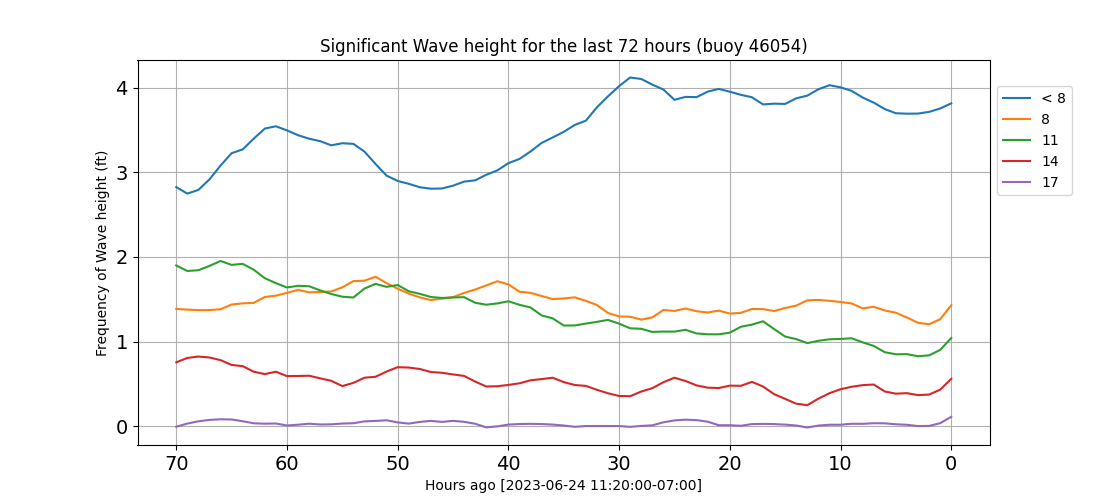 Significant Wave height for the last 72 hours (buoy 46054)
Frequency of Wave height (ft)
4
3
2
1
0
70 60 50 40 30 20 10 0
Hours ago [2023-06-24 11:20:00-07:00]
< 8
8
11
14
17